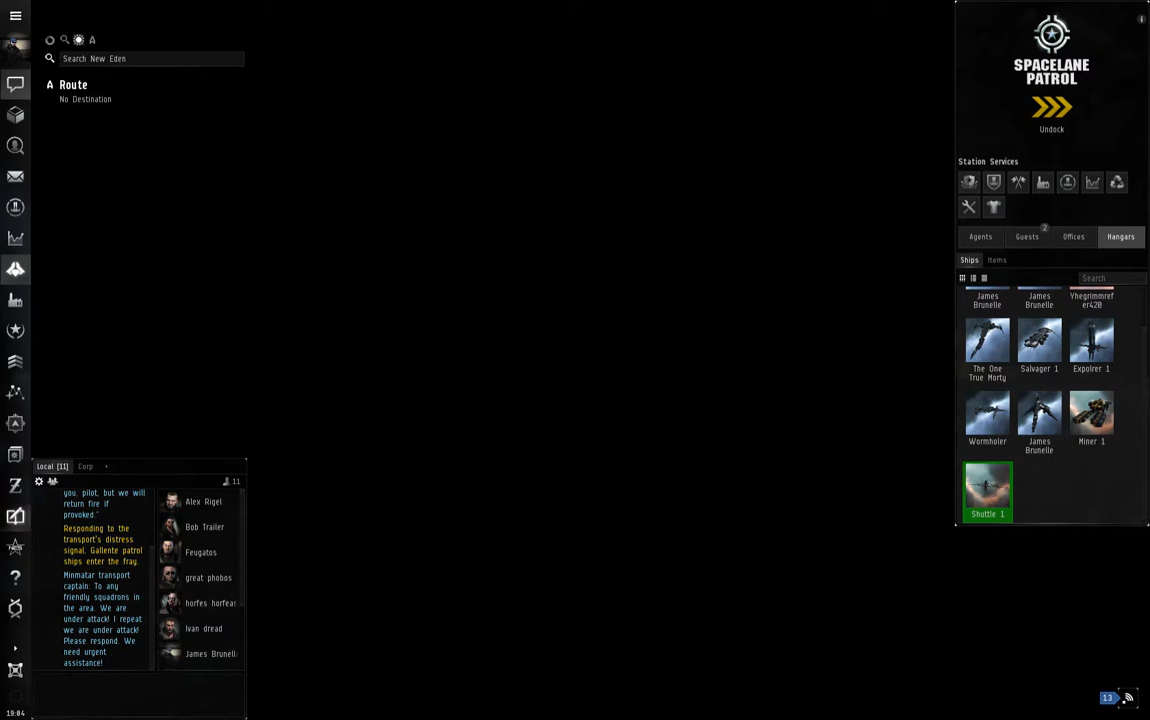 Search New Eden
A Route
No Destination
Local [11]
Corp
+
11
you, pilot, but we will
return fire if
provoked."
Responding to the
transport's distress
signal, Gallente patrol
ships enter the fray
Minmatar transport
captain: To any
friendly squadrons in
the area. We are
under attack! I repeat
we are under attack!
Please respond. We
need urgent
assistance!
Alex Rigel
Bob Trailer
Feugatos
great phobos
horfes horfeas
Ivan dread
James Brunell
19:04
SPACELANE
PATROL
Undock
Station Services
2
Agents Guests Offices Hangars
Ships Items
Search
James
Brunelle
James
Brunelle
Yhegrimmref
er420
The One
True Morty
Salvager 1
Expolrer 1
Wormholer
James
Brunelle
Miner 1
Shuttle 1
13